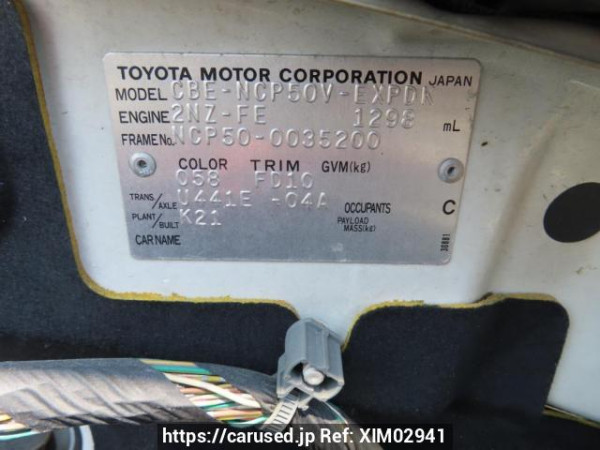 TOYOTA MOTOR CORPORATION JAPAN
MODEL CBE-NCP50V-EXPDK
ENGINE 2NZ-FE 1298 mL
FRAME No. NCP50-0035200
COLOR TRIM GVM(kg)
058 FD10
TRANS/AXLE U441E -04A OCCUPANTS C
PLANT/BUILT K21 PAYLOAD MASS(kg)
CAR NAME
30881
https://carused.jp Ref: XIM02941